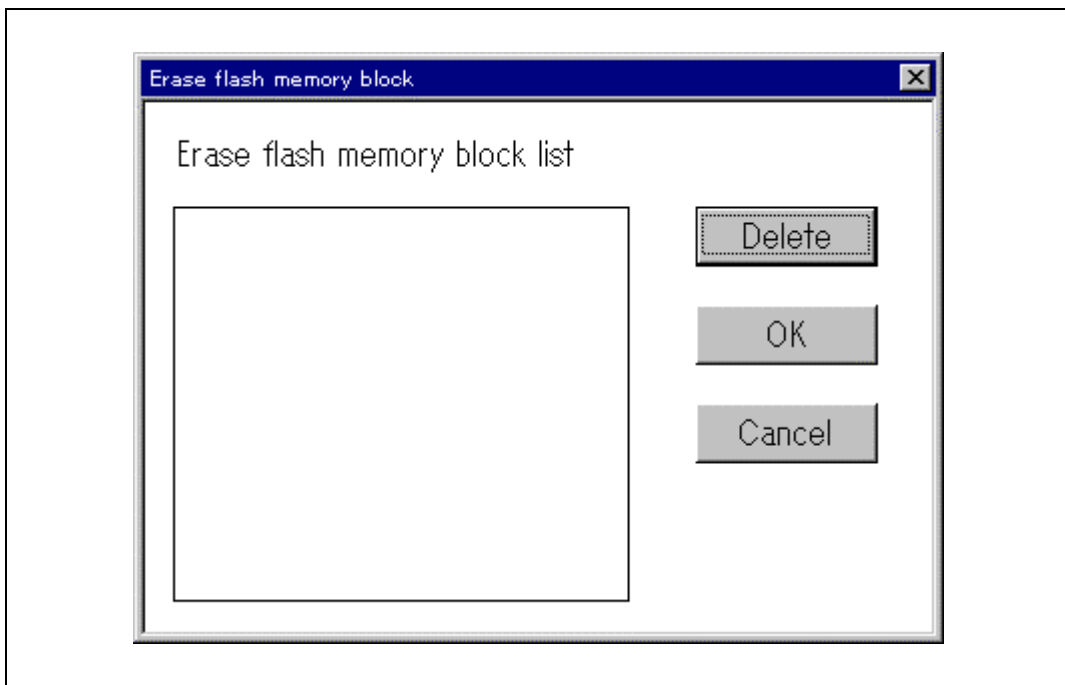 Erase flash memory block
Erase flash memory block list
Delete
OK
Cancel